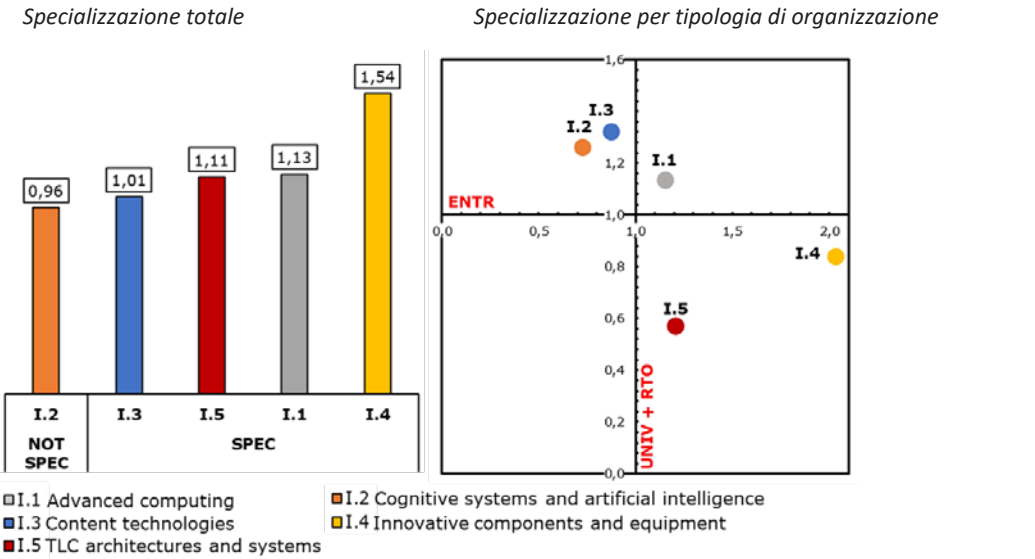 Specializzazione totale
Specializzazione per tipologia di organizzazione
0,96
1,01
1,11
1,13
1,54
I.2
I.3
I.5
I.1
I.4
NOT
SPEC
SPEC
1,6
I.3
I.2
1,2
I.1
ENTR
1,0
0,0
0,5
1,0
1,5
2,0
I.4
0,8
I.5
0,6
0,4
0,2
0,0
UNIV + RTO
I.1 Advanced computing
I.2 Cognitive systems and artificial intelligence
I.3 Content technologies
I.4 Innovative components and equipment
I.5 TLC architectures and systems